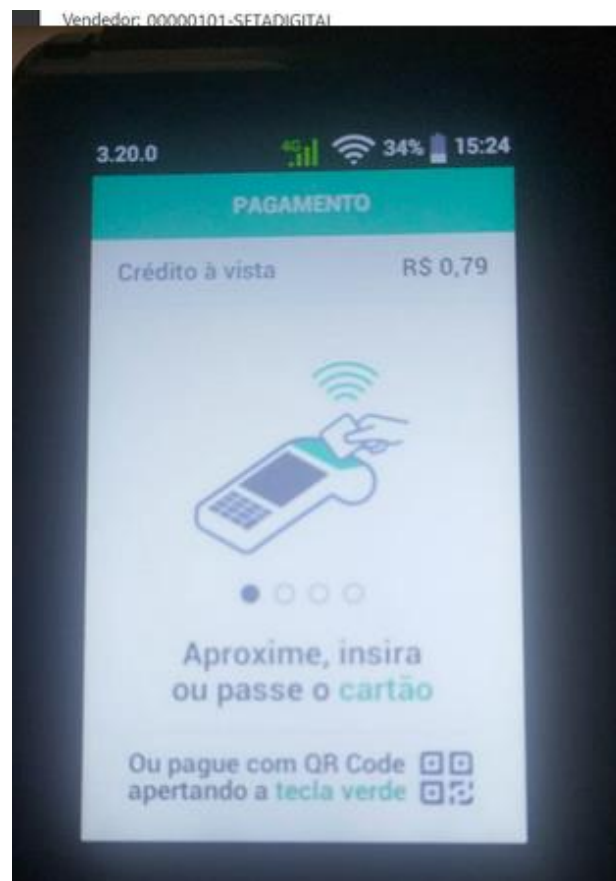 Vendedor: 00000101-SETADIGITAL
3.20.0 4G 34% 15:24
PAGAMENTO
Crédito à vista R$ 0,79
Aproxime, insira
ou passe o cartão
Ou pague com QR Code
apertando a tecla verde